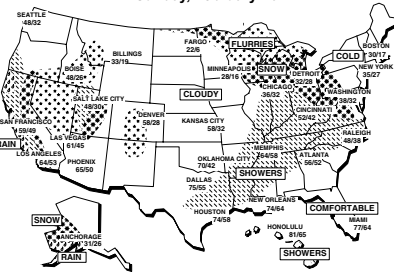 SEATTLE
48/32
BILLINGS
33/19
FARGO
22/6
FLURRIES
BOSTON
30/17
COLD
NEW YORK
35/27
BOISE
48/26
MINNEAPOLIS
28/16
SNOW
DETROIT
32/28
CHICAGO
36/32
WASHINGTON
38/32
SALT LAKE CITY
48/30
CLOUDY
CINCINNATI
52/42
DENVER
58/28
KANSAS CITY
58/32
SAN FRANCISCO
59/49
RAIN
LAS VEGAS
61/45
RALEIGH
48/38
MEMPHIS
64/58
LOS ANGELES
64/53
ATLANTA
56/52
PHOENIX
65/50
OKLAHOMA CITY
70/42
SHOWERS
DALLAS
75/55
NEW ORLEANS
74/64
HOUSTON
74/58
COMFORTABLE
MIAMI
77/64
SNOW
ANCHORAGE
31/26
RAIN
HONOLULU
81/65
SHOWERS